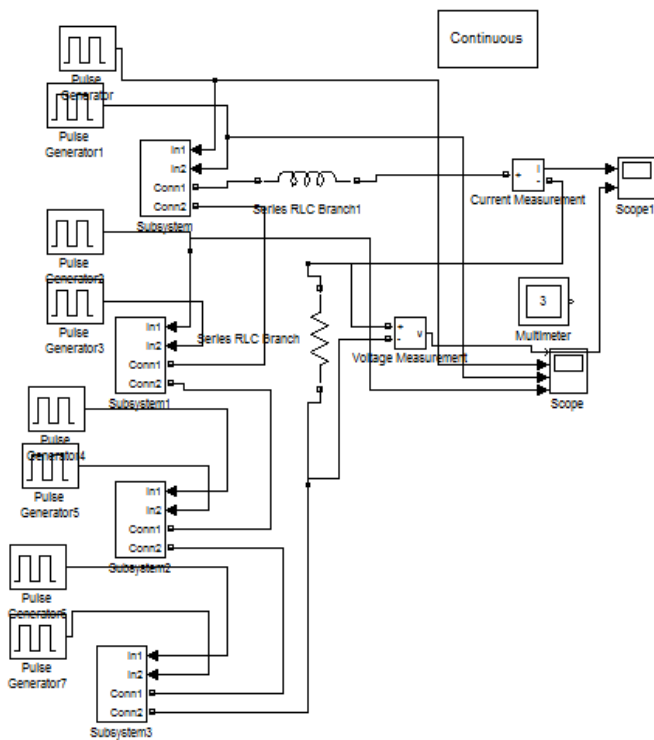 Continuous
Pulse
Generator
Pulse
Generator1
In1
In2
Conn1
Conn2
Subsystem
Series RLC Branch1
+
i
-
Current Measurement
Scope1
Pulse
Generator2
Pulse
Generator3
In1
In2
Conn1
Conn2
Subsystem1
Series RLC Branch
+
-
v
Voltage Measurement
3
Multimeter
Scope
Pulse
Generator4
Pulse
Generator5
In1
In2
Conn1
Conn2
Subsystem2
Pulse
Generator6
Pulse
Generator7
In1
In2
Conn1
Conn2
Subsystem3